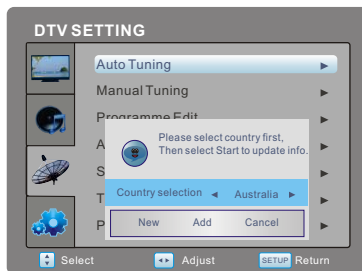 DTV SETTING
Auto Tuning
Manual Tuning
Programme Edit
A
Please select country first,
Then select Start to update info.
S
Country selection Australia
T
P
New Add Cancel
Select Adjust SETUP Return